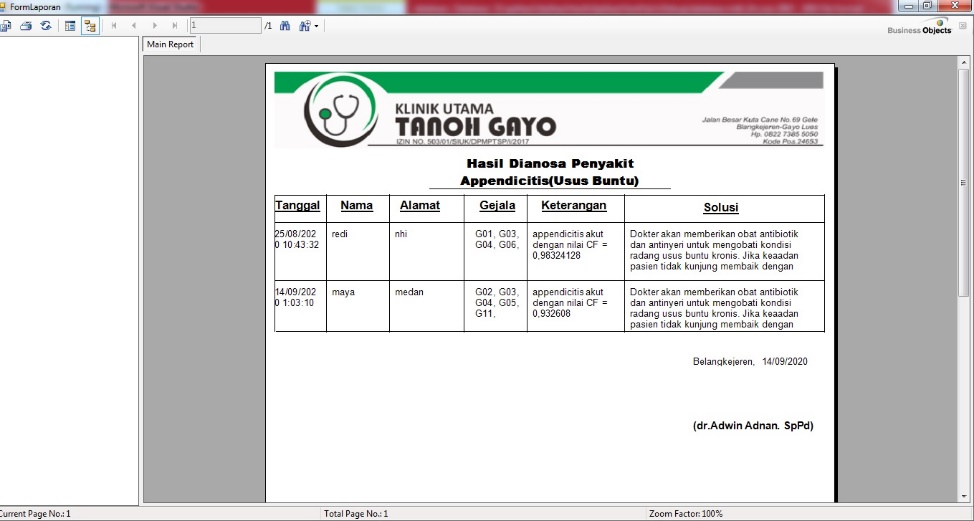 FormLaporan
1
/1
Business Objects
Main Report
KLINIK UTAMA
TANOH GAYO
IZIN NO. 503/01/SIUK/DPMPTSP/I/2017
Jalan Besar Kuta Cane No.69 Gele
Blangkejeren-Gayo Lues
Hp. 0822 7385 5050
Kode Pos.24653
Hasil Dianosa Penyakit
Appendicitis(Usus Buntu)
Tanggal Nama Alamat Gejala Keterangan Solusi
25/08/202 redi nhi G01, G03, appendicitis akut Dokter akan memberikan obat antibiotik
0 10:43:32 G04, G06, dengan nilai CF = dan antinyeri untuk mengobati kondisi
0,98324128 radang usus buntu kronis. Jika keaadan
pasien tidak kunjung membaik dengan
14/09/202 maya medan G02, G03, appendicitis akut Dokter akan memberikan obat antibiotik
0 1:03:10 G04, G05, dengan nilai CF = dan antinyeri untuk mengobati kondisi
G11, 0,932608 radang usus buntu kronis. Jika keaadan
pasien tidak kunjung membaik dengan
Belangkejeren, 14/09/2020
(dr.Adwin Adnan. SpPd)
Current Page No.: 1 Total Page No.: 1 Zoom Factor: 100%